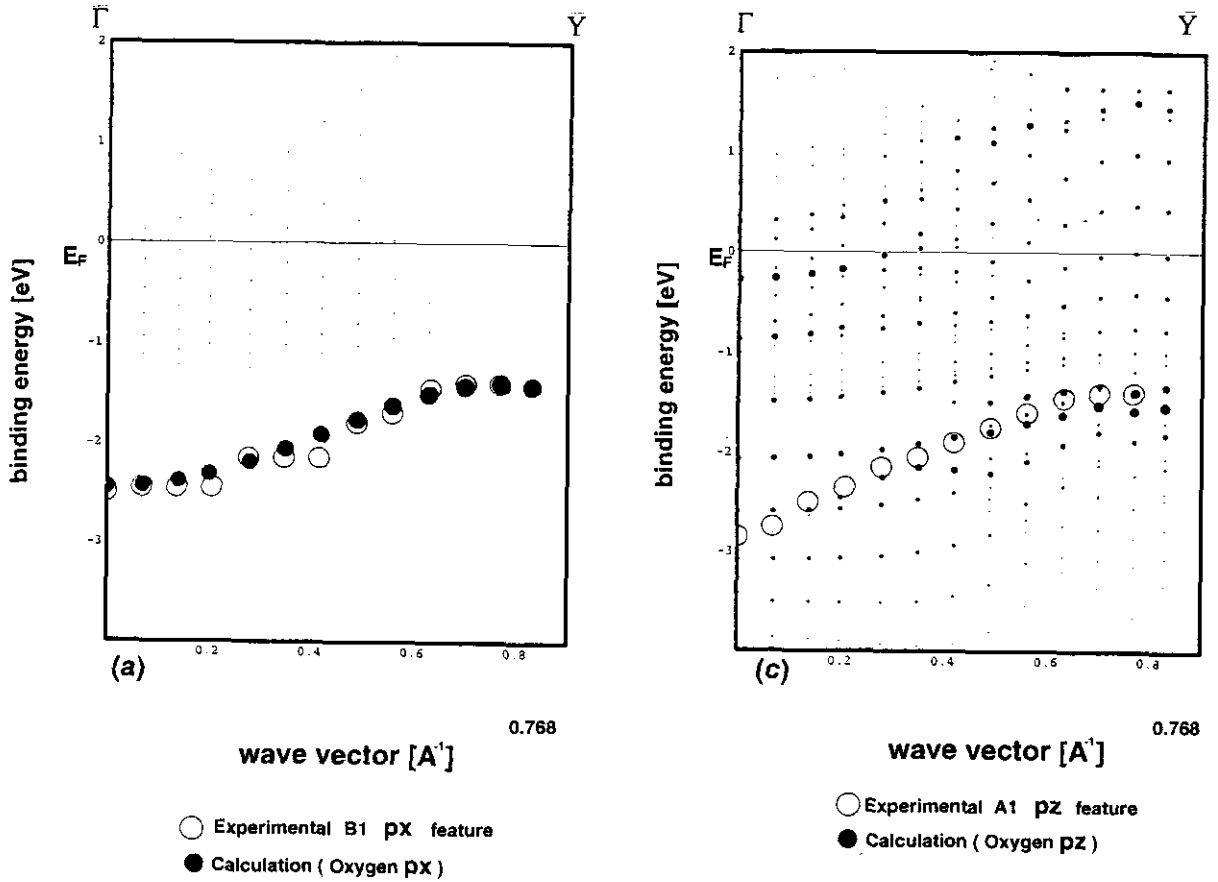 Γ̄ Ȳ
2
1
0
E_F
-1
-2
-3
binding energy [eV]
0.2 0.4 0.6 0.8
(a)
0.768
wave vector [A⁻¹]
Experimental B1 px feature
Calculation ( Oxygen px )
Γ Ȳ
2
1
0
E_F
-1
-2
-3
binding energy [eV]
0.2 0.4 0.6 0.8
(c)
0.768
wave vector [A⁻¹]
Experimental A1 pz feature
Calculation ( Oxygen pz )